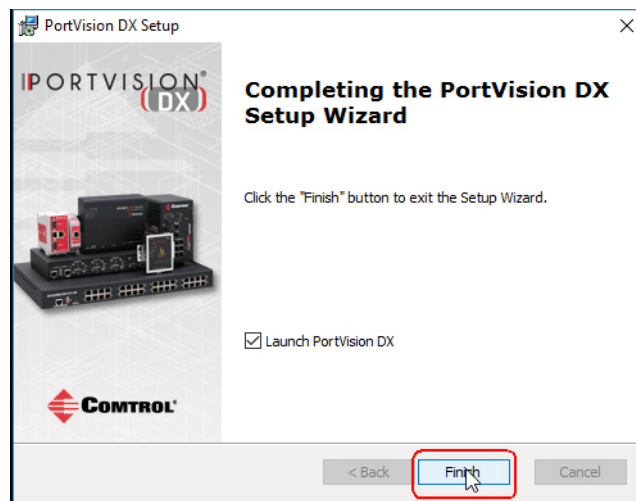 PortVision DX Setup
PORTVISION®
(DX)
Completing the PortVision DX
Setup Wizard
Click the "Finish" button to exit the Setup Wizard.
Launch PortVision DX
COMTROL
< Back
Finish
Cancel